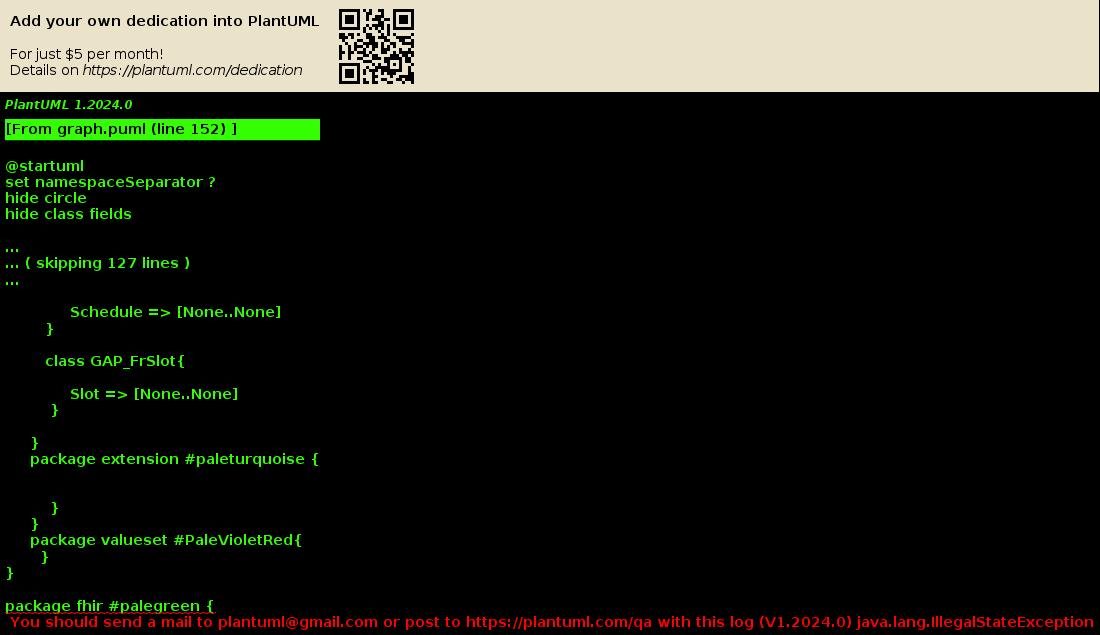 Add your own dedication into PlantUML
For just $5 per month!
Details on https://plantuml.com/dedication
PlantUML 1.2024.0
[From graph.puml (line 152) ]
@startuml
set namespaceSeparator ?
hide circle
hide class fields
...
... ( skipping 127 lines )
...
Schedule => [None..None]
}
class GAP_FrSlot{
Slot => [None..None]
}
}
package extension #paleturquoise {
}
}
package valueset #PaleVioletRed{
}
}
package fhir #palegreen {
You should send a mail to plantuml@gmail.com or post to https://plantuml.com/qa with this log (V1.2024.0) java.lang.IllegalStateException